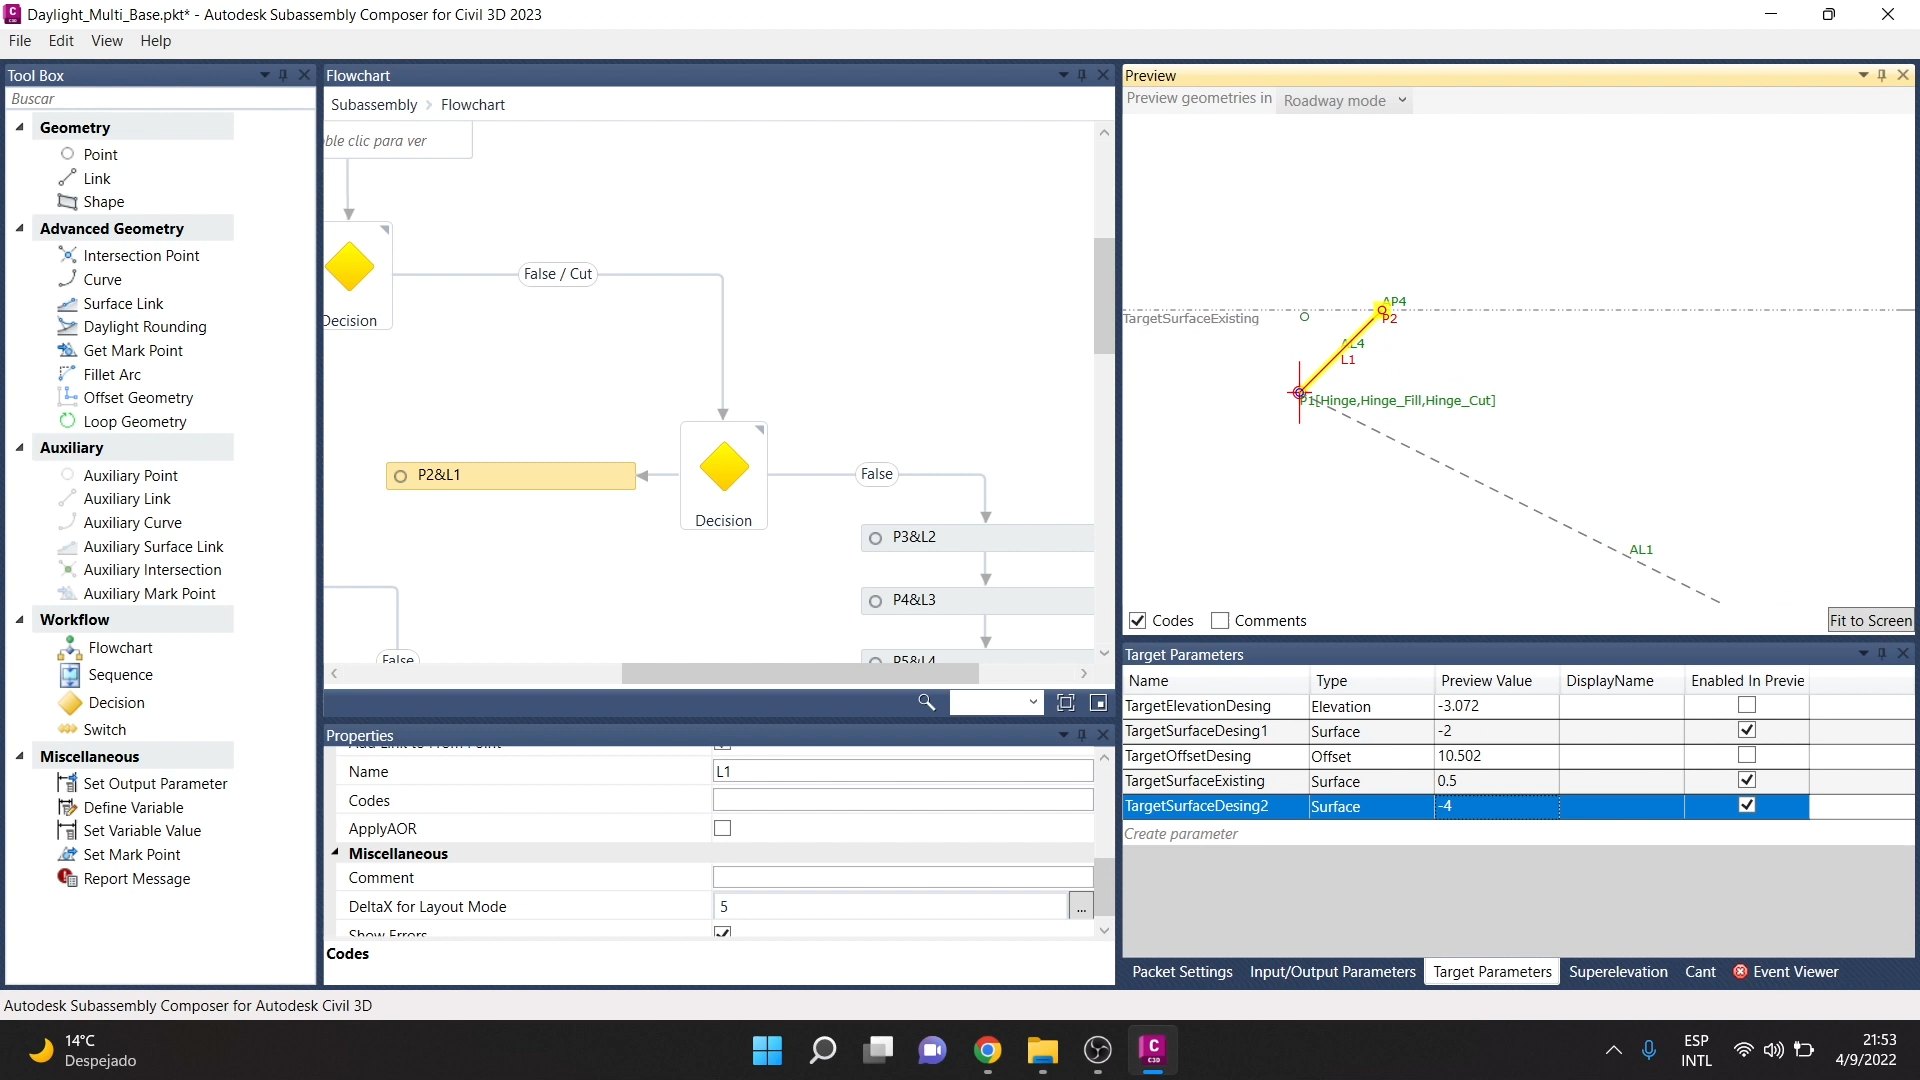 Daylight_Multi_Base.pkt* - Autodesk Subassembly Composer for Civil 3D 2023
File Edit View Help
Tool Box
Buscar
Geometry
Point
Link
Shape
Advanced Geometry
Intersection Point
Curve
Surface Link
Daylight Rounding
Get Mark Point
Fillet Arc
Offset Geometry
Loop Geometry
Auxiliary
Auxiliary Point
Auxiliary Link
Auxiliary Curve
Auxiliary Surface Link
Auxiliary Intersection
Auxiliary Mark Point
Workflow
Flowchart
Sequence
Decision
Switch
Miscellaneous
Set Output Parameter
Define Variable
Set Variable Value
Set Mark Point
Report Message
Flowchart
Subassembly > Flowchart
ble clic para ver
False / Cut
Decision
P2&L1
False
Decision
P3&L2
P4&L3
P5&L4
False
Properties
Name L1
Codes
ApplyAOR
Miscellaneous
Comment
DeltaX for Layout Mode 5 ...
Show Errors
Codes
Preview
Preview geometries in Roadway mode
AP4
P2
TargetSurfaceExisting
AL4
L1
P1[Hinge,Hinge_Fill,Hinge_Cut]
AL1
Codes Comments Fit to Screen
Target Parameters
Name Type Preview Value DisplayName Enabled In Previe
TargetElevationDesing Elevation -3.072
TargetSurfaceDesing1 Surface -2
TargetOffsetDesing Offset 10.502
TargetSurfaceExisting Surface 0.5
TargetSurfaceDesing2 Surface -4
Create parameter
Packet Settings Input/Output Parameters Target Parameters Superelevation Cant Event Viewer
Autodesk Subassembly Composer for Autodesk Civil 3D
14°C
Despejado
ESP
INTL
21:53
4/9/2022